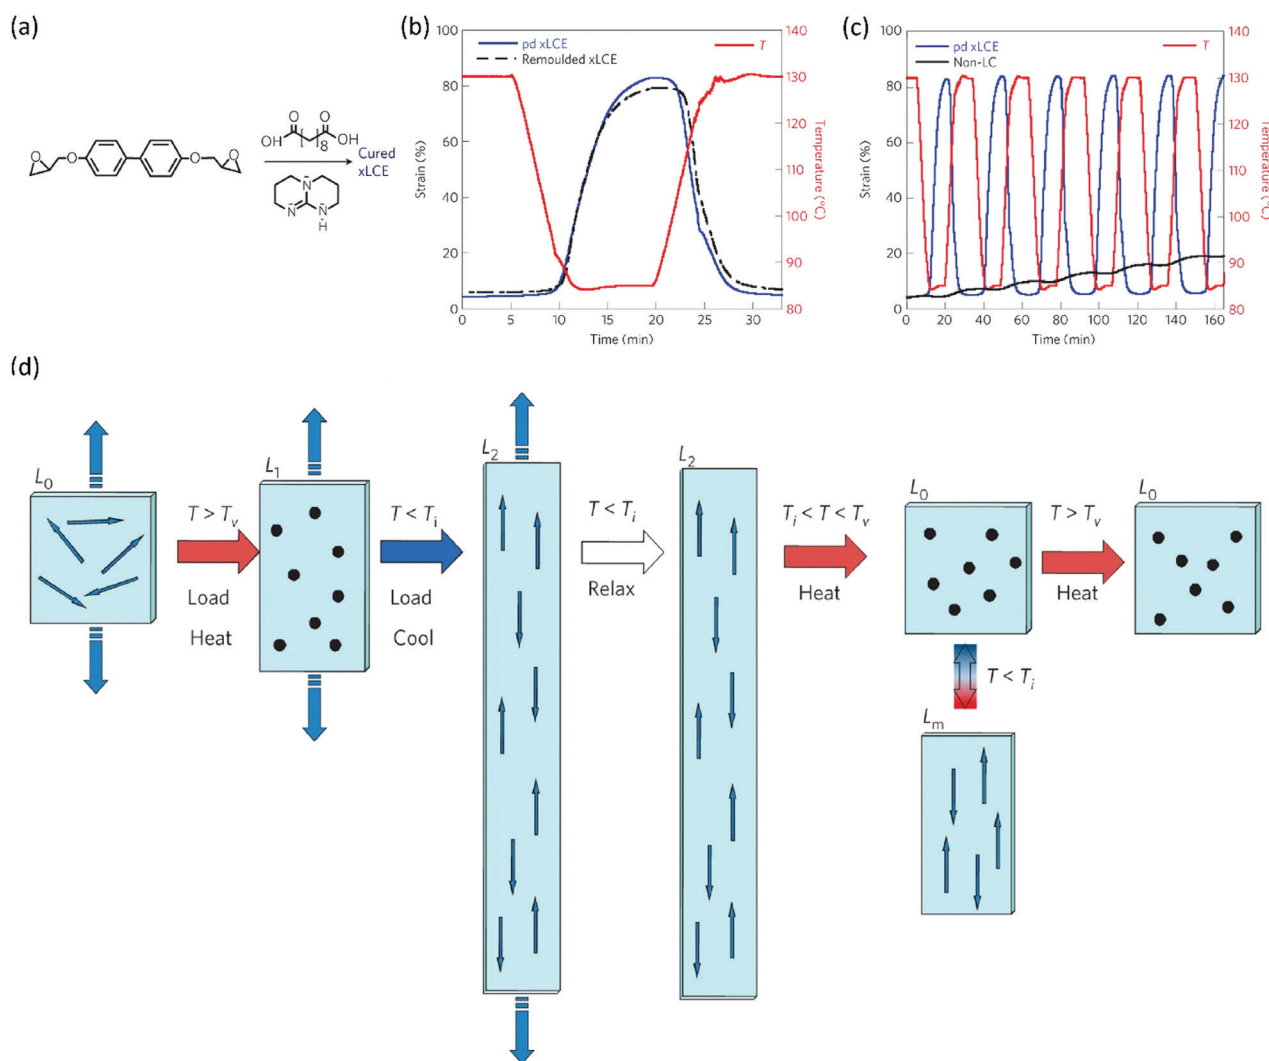 (a)
O
O
O
O
OH
OH
8
N
N
N
H
Cured
xLCE
(b)
100
80
60
40
20
0
Strain (%)
pd xLCE
Remoulded xLCE
T
140
130
120
110
100
90
80
Temperature (°C)
0 5 10 15 20 25 30
Time (min)
(c)
100
80
60
40
20
0
Strain (%)
pd xLCE
Non-LC
T
140
130
120
110
100
90
80
Temperature (°C)
0 20 40 60 80 100 120 140 160
Time (min)
(d)
L0
T > Tv
Load
Heat
L1
T < Ti
Load
Cool
L2
T < Ti
Relax
L2
Ti < T < Tv
Heat
L0
T > Tv
Heat
L0
T < Ti
Lm